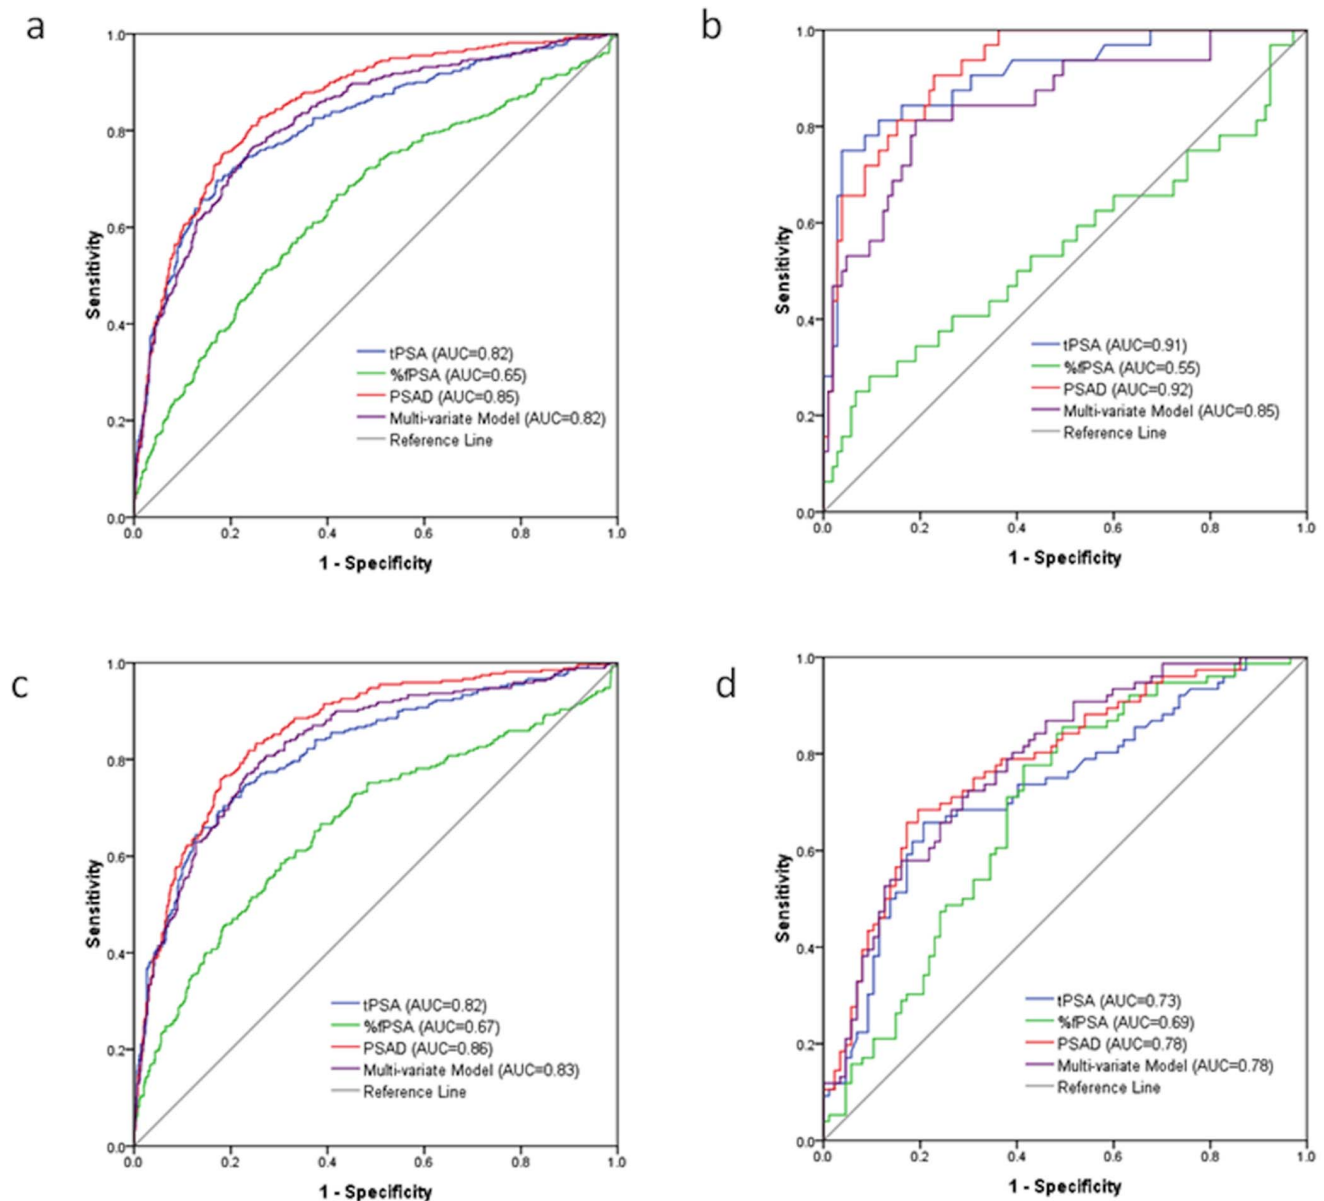 a
1.0
0.8
0.6
0.4
0.2
0.0
0.0 0.2 0.4 0.6 0.8 1.0
Sensitivity
1 - Specificity
tPSA (AUC=0.82)
%fPSA (AUC=0.65)
PSAD (AUC=0.85)
Multi-variate Model (AUC=0.82)
Reference Line
b
1.0
0.8
0.6
0.4
0.2
0.0
0.0 0.2 0.4 0.6 0.8 1.0
Sensitivity
1 - Specificity
tPSA (AUC=0.91)
%fPSA (AUC=0.55)
PSAD (AUC=0.92)
Multi-variate Model (AUC=0.85)
Reference Line
c
1.0
0.8
0.6
0.4
0.2
0.0
0.0 0.2 0.4 0.6 0.8 1.0
Sensitivity
1 - Specificity
tPSA (AUC=0.82)
%fPSA (AUC=0.67)
PSAD (AUC=0.86)
Multi-variate Model (AUC=0.83)
Reference Line
d
1.0
0.8
0.6
0.4
0.2
0.0
0.0 0.2 0.4 0.6 0.8 1.0
Sensitivity
1 - Specificity
tPSA (AUC=0.73)
%fPSA (AUC=0.69)
PSAD (AUC=0.78)
Multi-variate Model (AUC=0.78)
Reference Line